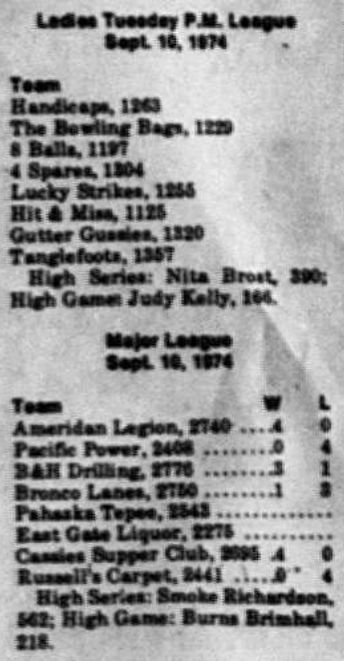 Ladies Tuesday P.M. League
Sept. 10, 1974
Team
Handicaps, 1263
The Bowling Bags, 1229
8 Balls, 1197
4 Spares, 1304
Lucky Strikes, 1255
Hit & Miss, 1125
Gutter Gussies, 1320
Tanglefoots, 1357
High Series: Nita Brost, 390;
High Game: Judy Kelly, 166.
Major League
Sept. 10, 1974
Team W L
Ameridan Legion, 2740 ....4 0
Pacific Power, 2408 ........0 4
B&H Drilling, 2776 ........3 1
Bronco Lanes, 2750 ........1 3
Pahaska Tepee, 2543 .............
East Gate Liquor, 2275 ..........
Cassies Supper Club, 2695 .4 0
Russell's Carpet, 2441 .....0 4
High Series: Smoke Richardson,
562; High Game: Burns Brimhall,
218.